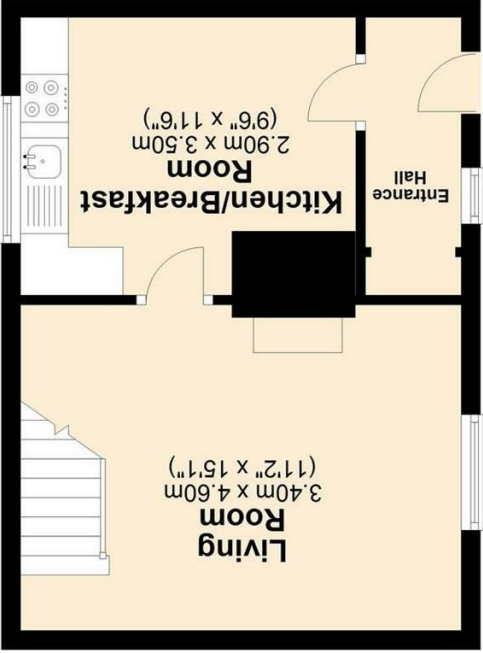 Living
Room
3.40m x 4.60m
(11'2" x 15'1")
Entrance
Hall
Kitchen/Breakfast
Room
2.90m x 3.50m
(9'6" x 11'6")